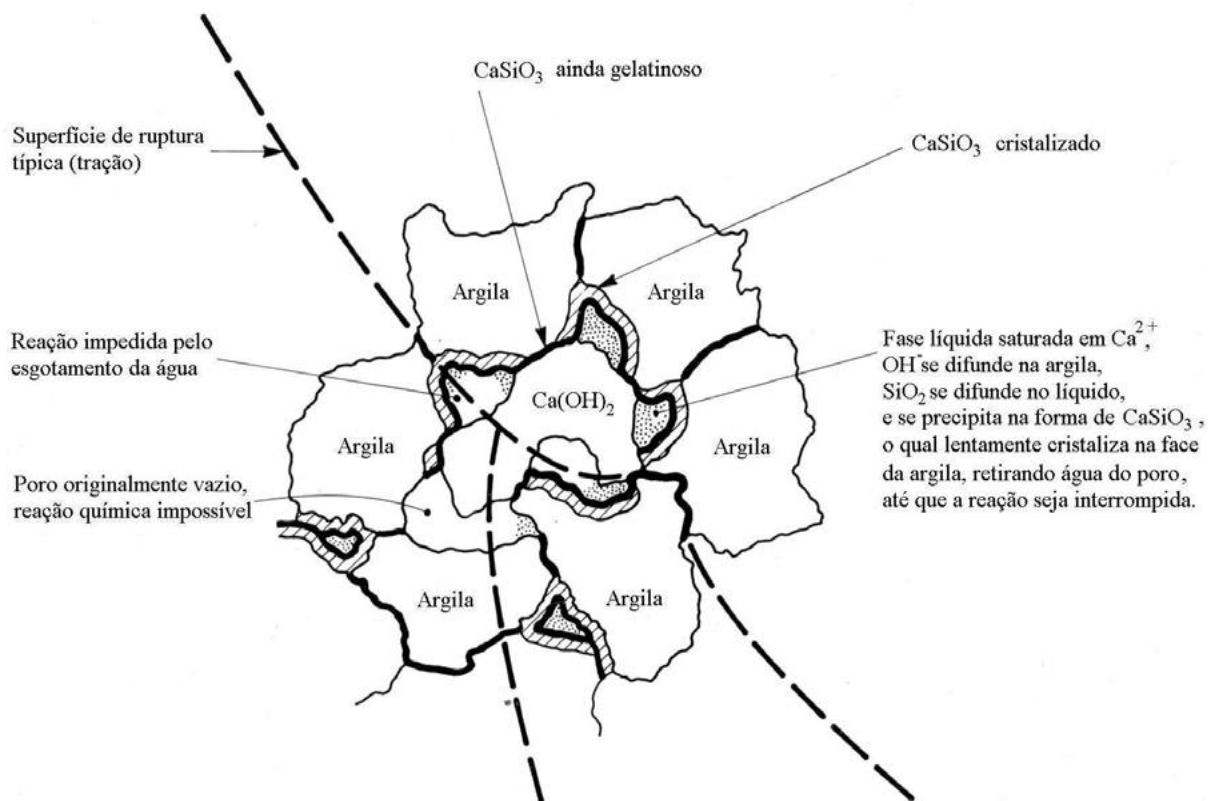 CaSiO₃ ainda gelatinoso
Superfície de ruptura
típica (tração)
CaSiO₃ cristalizado
Argila
Argila
Reação impedida pelo
esgotamento da água
Fase líquida saturada em Ca²⁺,
OH⁻se difunde na argila,
SiO₂ se difunde no líquido,
e se precipita na forma de CaSiO₃ ,
o qual lentamente cristaliza na face
da argila, retirando água do poro,
até que a reação seja interrompida.
Ca(OH)₂
Argila
Argila
Poro originalmente vazio,
reação química impossível
Argila
Argila